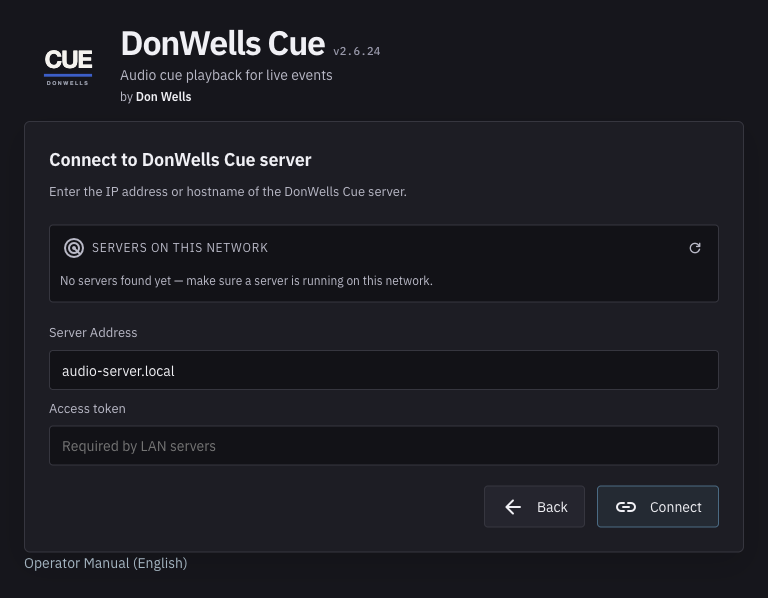 CUE
DONWELLS
DonWells Cue v2.6.24
Audio cue playback for live events
by Don Wells
Connect to DonWells Cue server
Enter the IP address or hostname of the DonWells Cue server.
SERVERS ON THIS NETWORK
No servers found yet — make sure a server is running on this network.
Server Address
audio-server.local
Access token
Required by LAN servers
Back
Connect
Operator Manual (English)